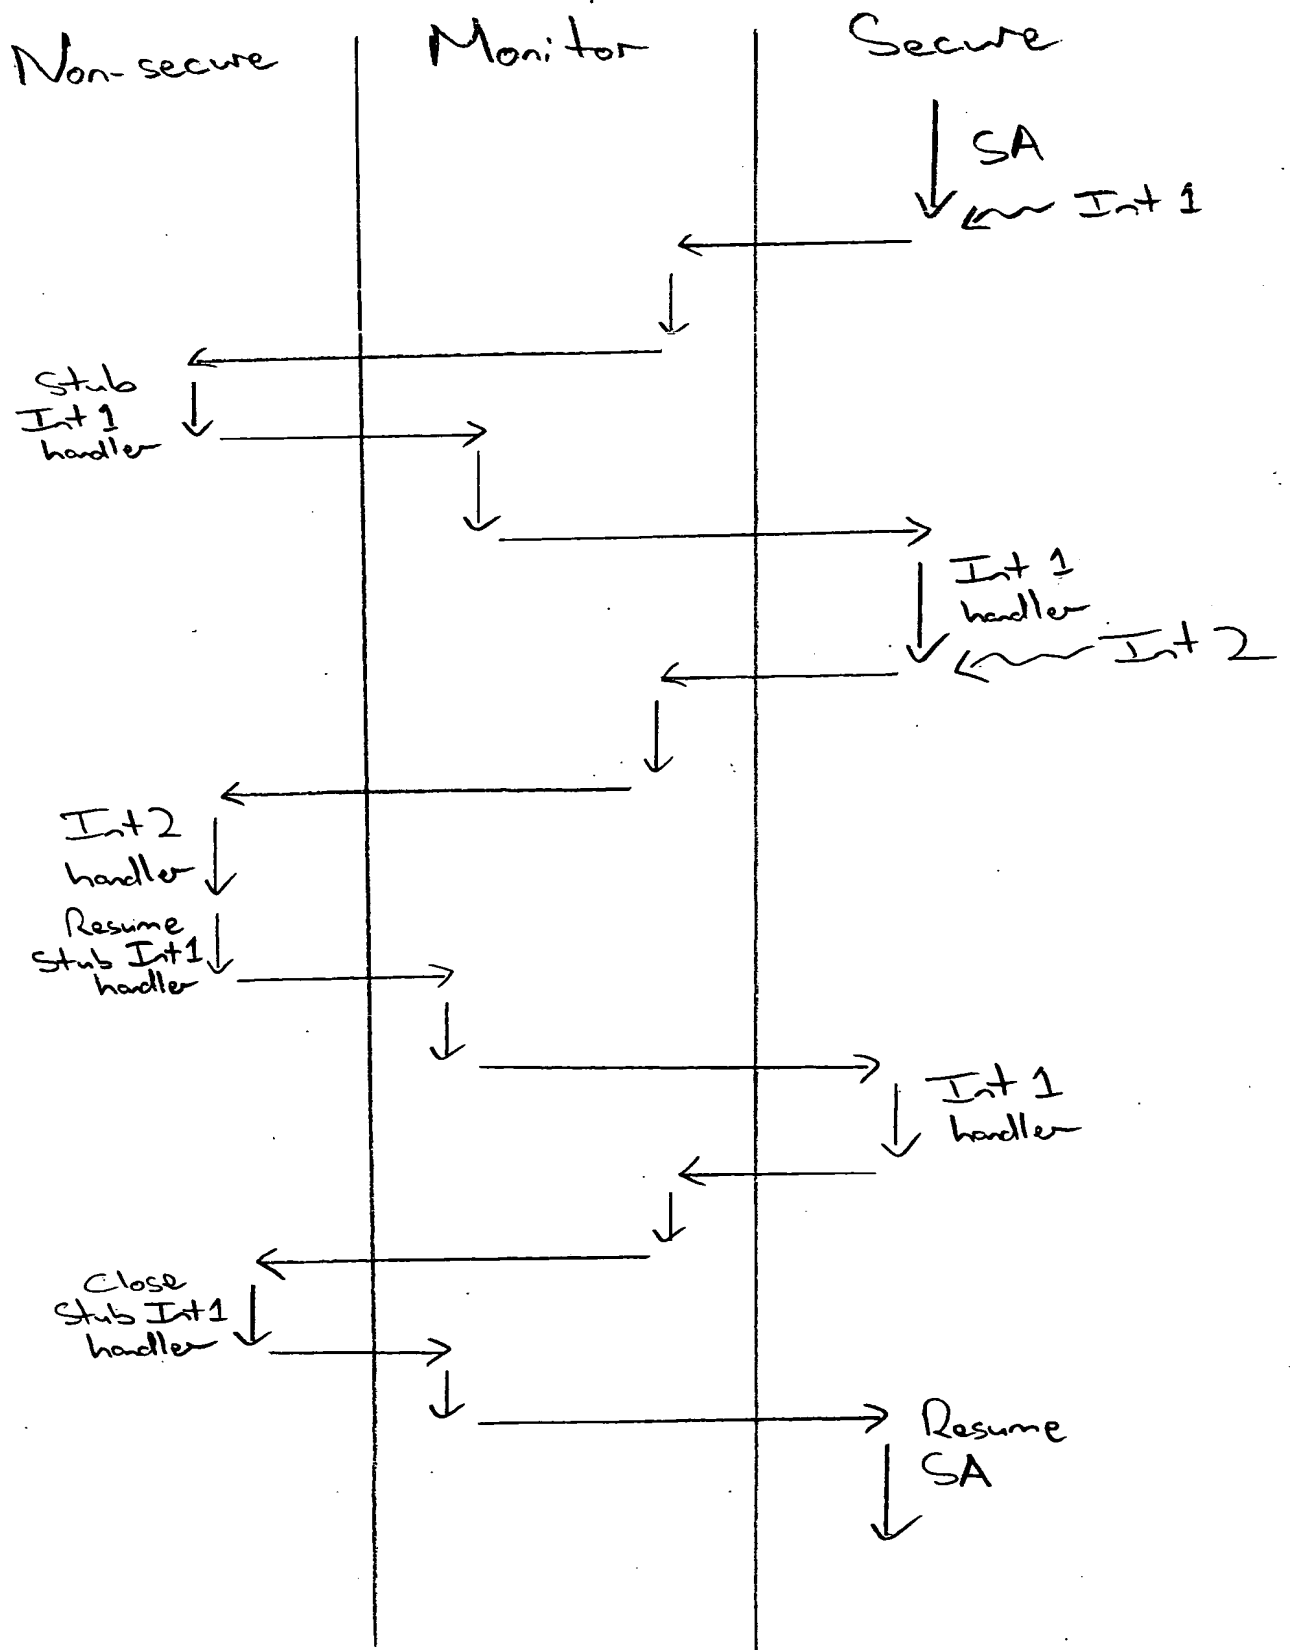 Non-secure
Monitor
Secure
SA
Int 1
Stub
Int 1
handler
Int 1
handler
Int 2
Int 2
handler
Resume
Stub Int 1
handler
Int 1
handler
Close
Stub Int 1
handler
Resume
SA